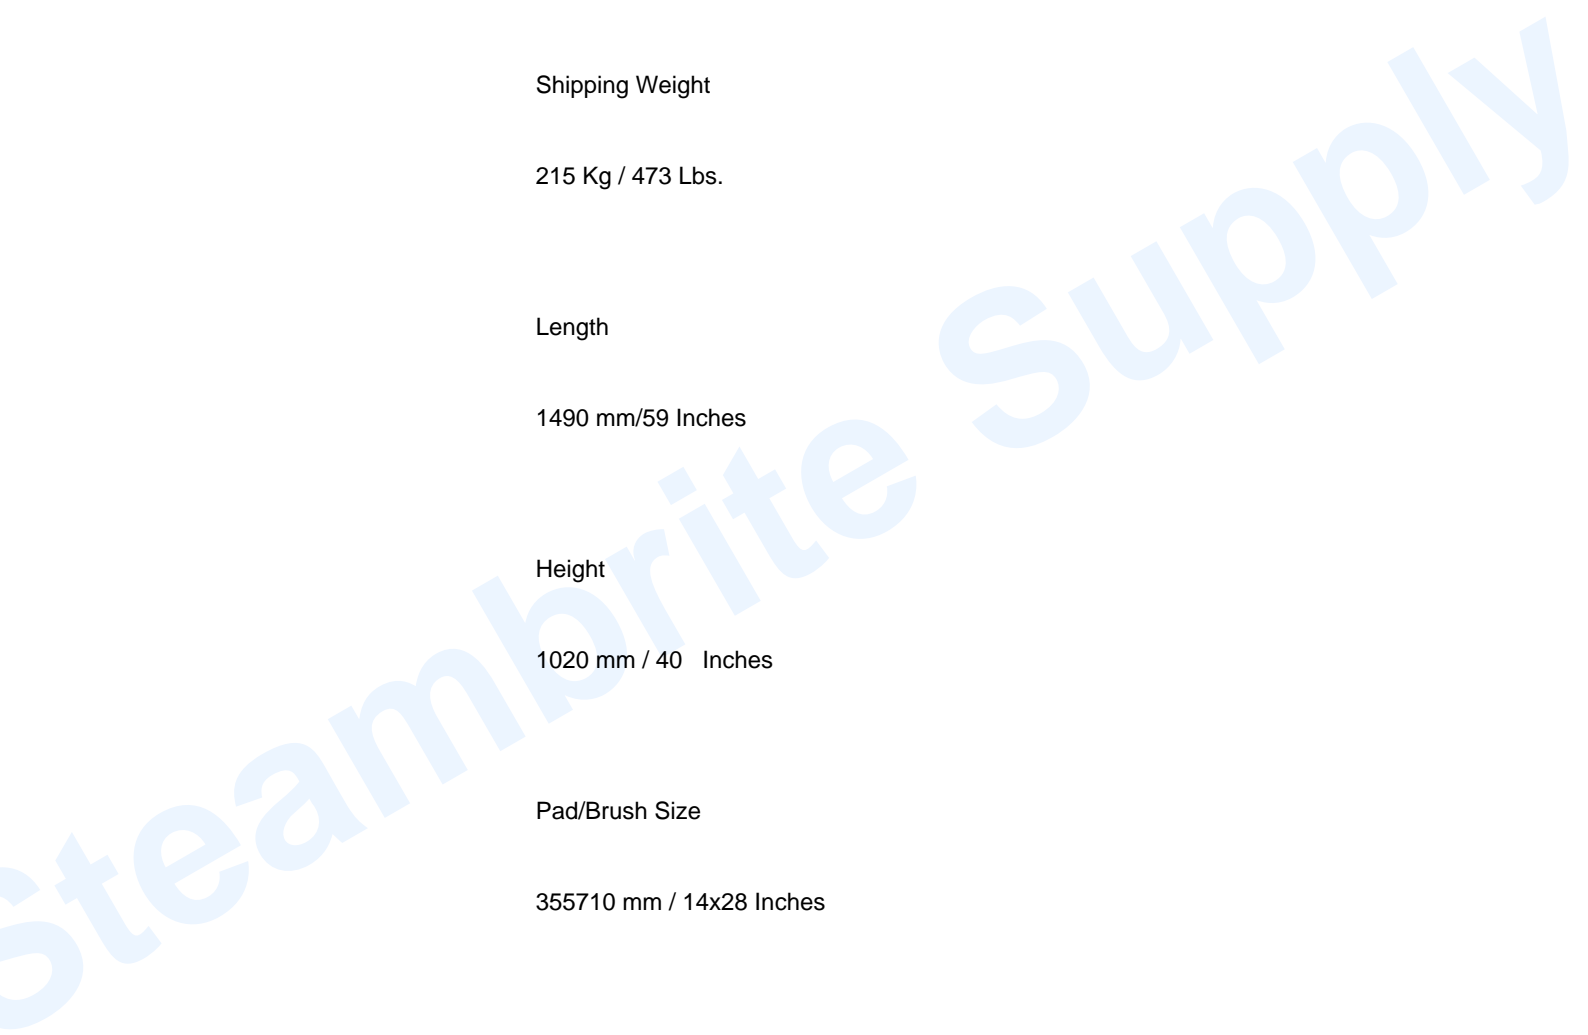 Shipping Weight
215 Kg / 473 Lbs.
Length
1490 mm/59 Inches
Height
1020 mm / 40   Inches
Pad/Brush Size
355710 mm / 14x28 Inches
Steambrite Supply